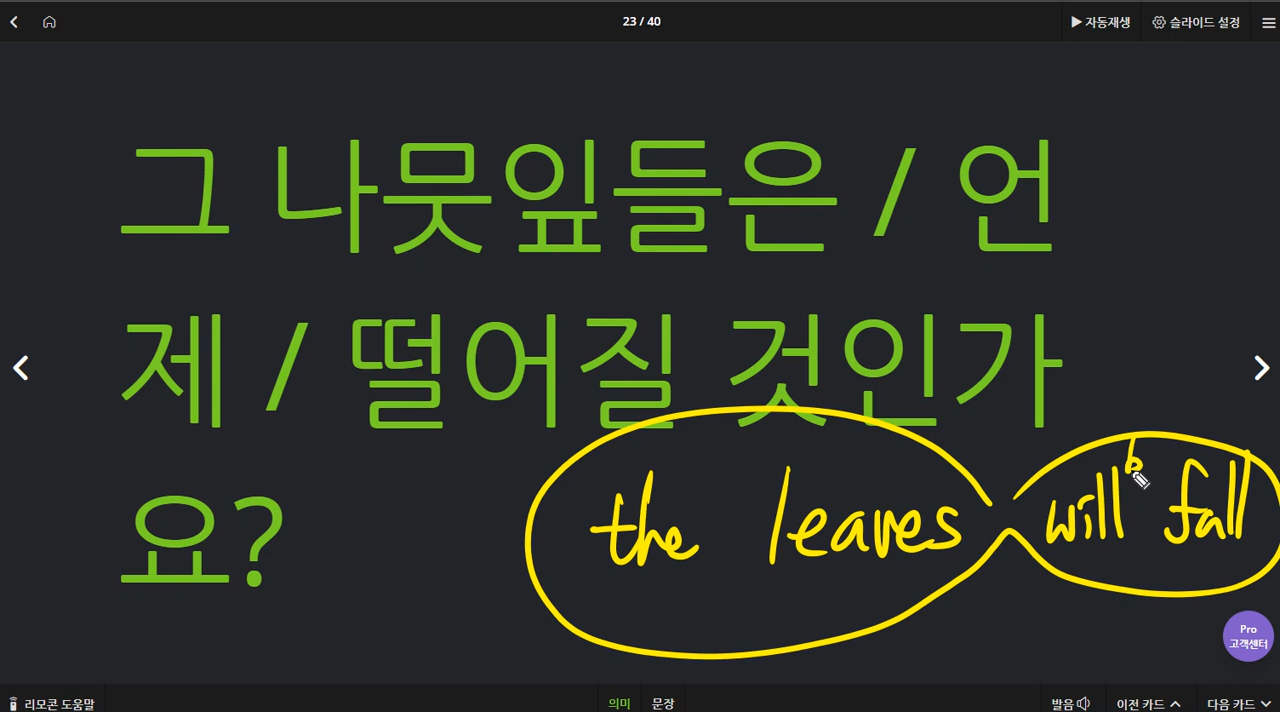 23 / 40
▶ 자동재생
슬라이드 설정
그 나뭇잎들은 / 언
제 / 떨어질 것인가
요?
the leaves will fall
Pro
고객센터
리모콘 도움말
의미
문장
발음
이전 카드
다음 카드